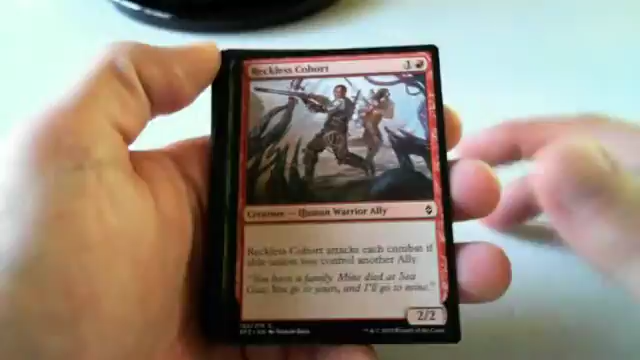 Reckless Cohort 1
Creature — Human Warrior Ally
Reckless Cohort attacks each combat if
able unless you control another Ally.
"You have a family. Mine died at Sea
Gate. You go to yours, and I'll go to mine."
2/2